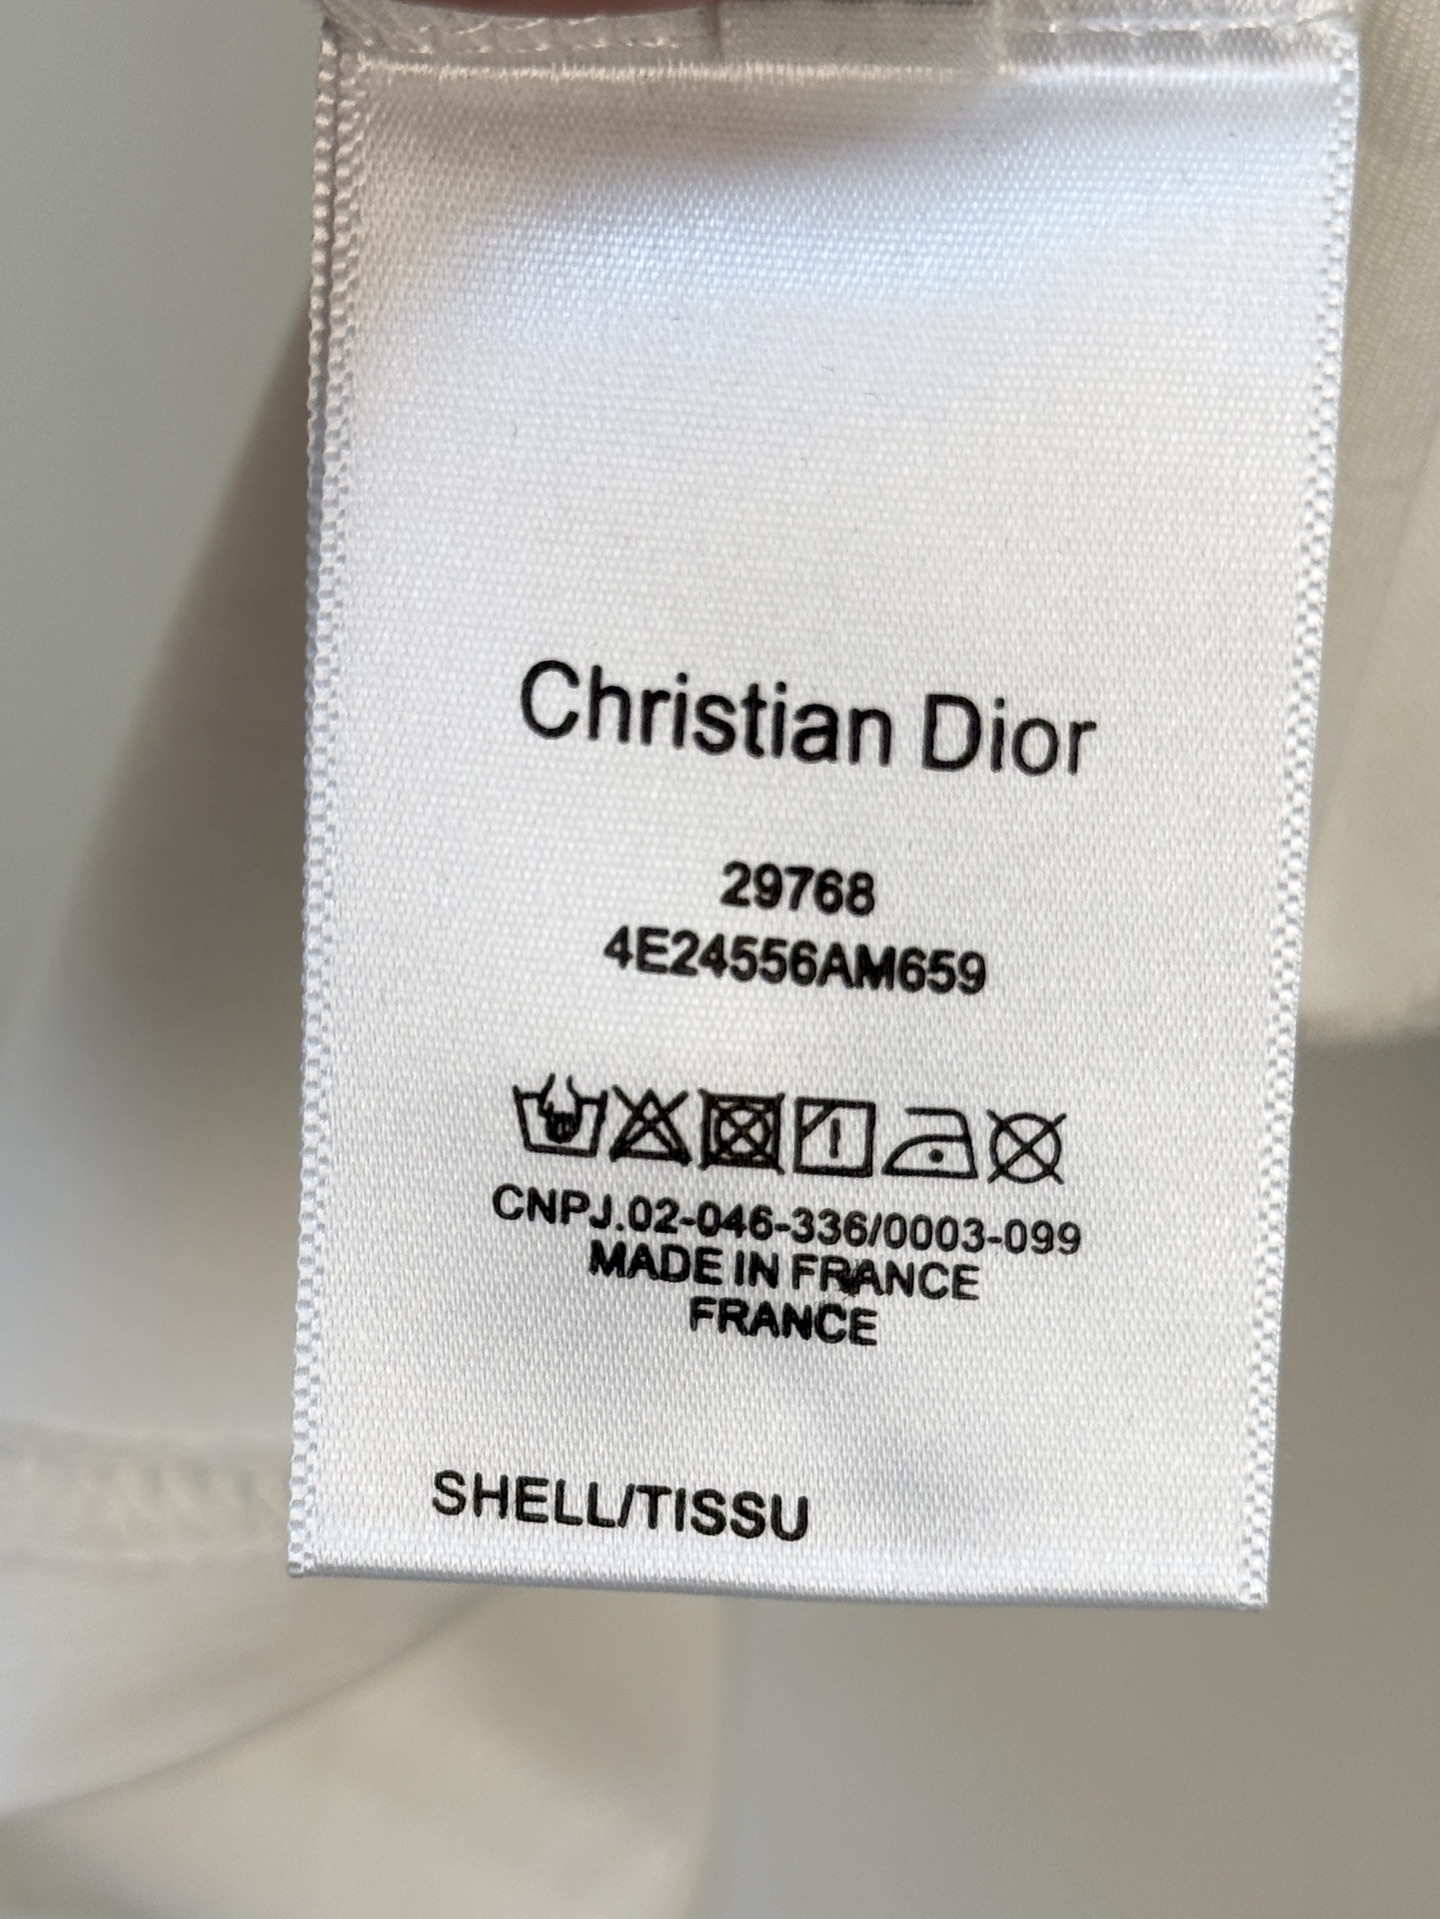 Christian Dior
29768
4E24556AM659
CNPJ.02-046-336/0003-099
MADE IN FRANCE
FRANCE
SHELL/TISSU